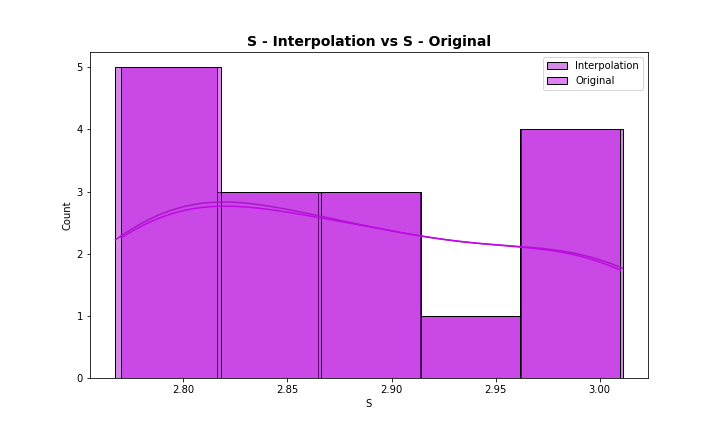 S - Interpolation vs S - Original
Interpolation
Original
5
4
3
2
1
0
Count
2.80 2.85 2.90 2.95 3.00
S